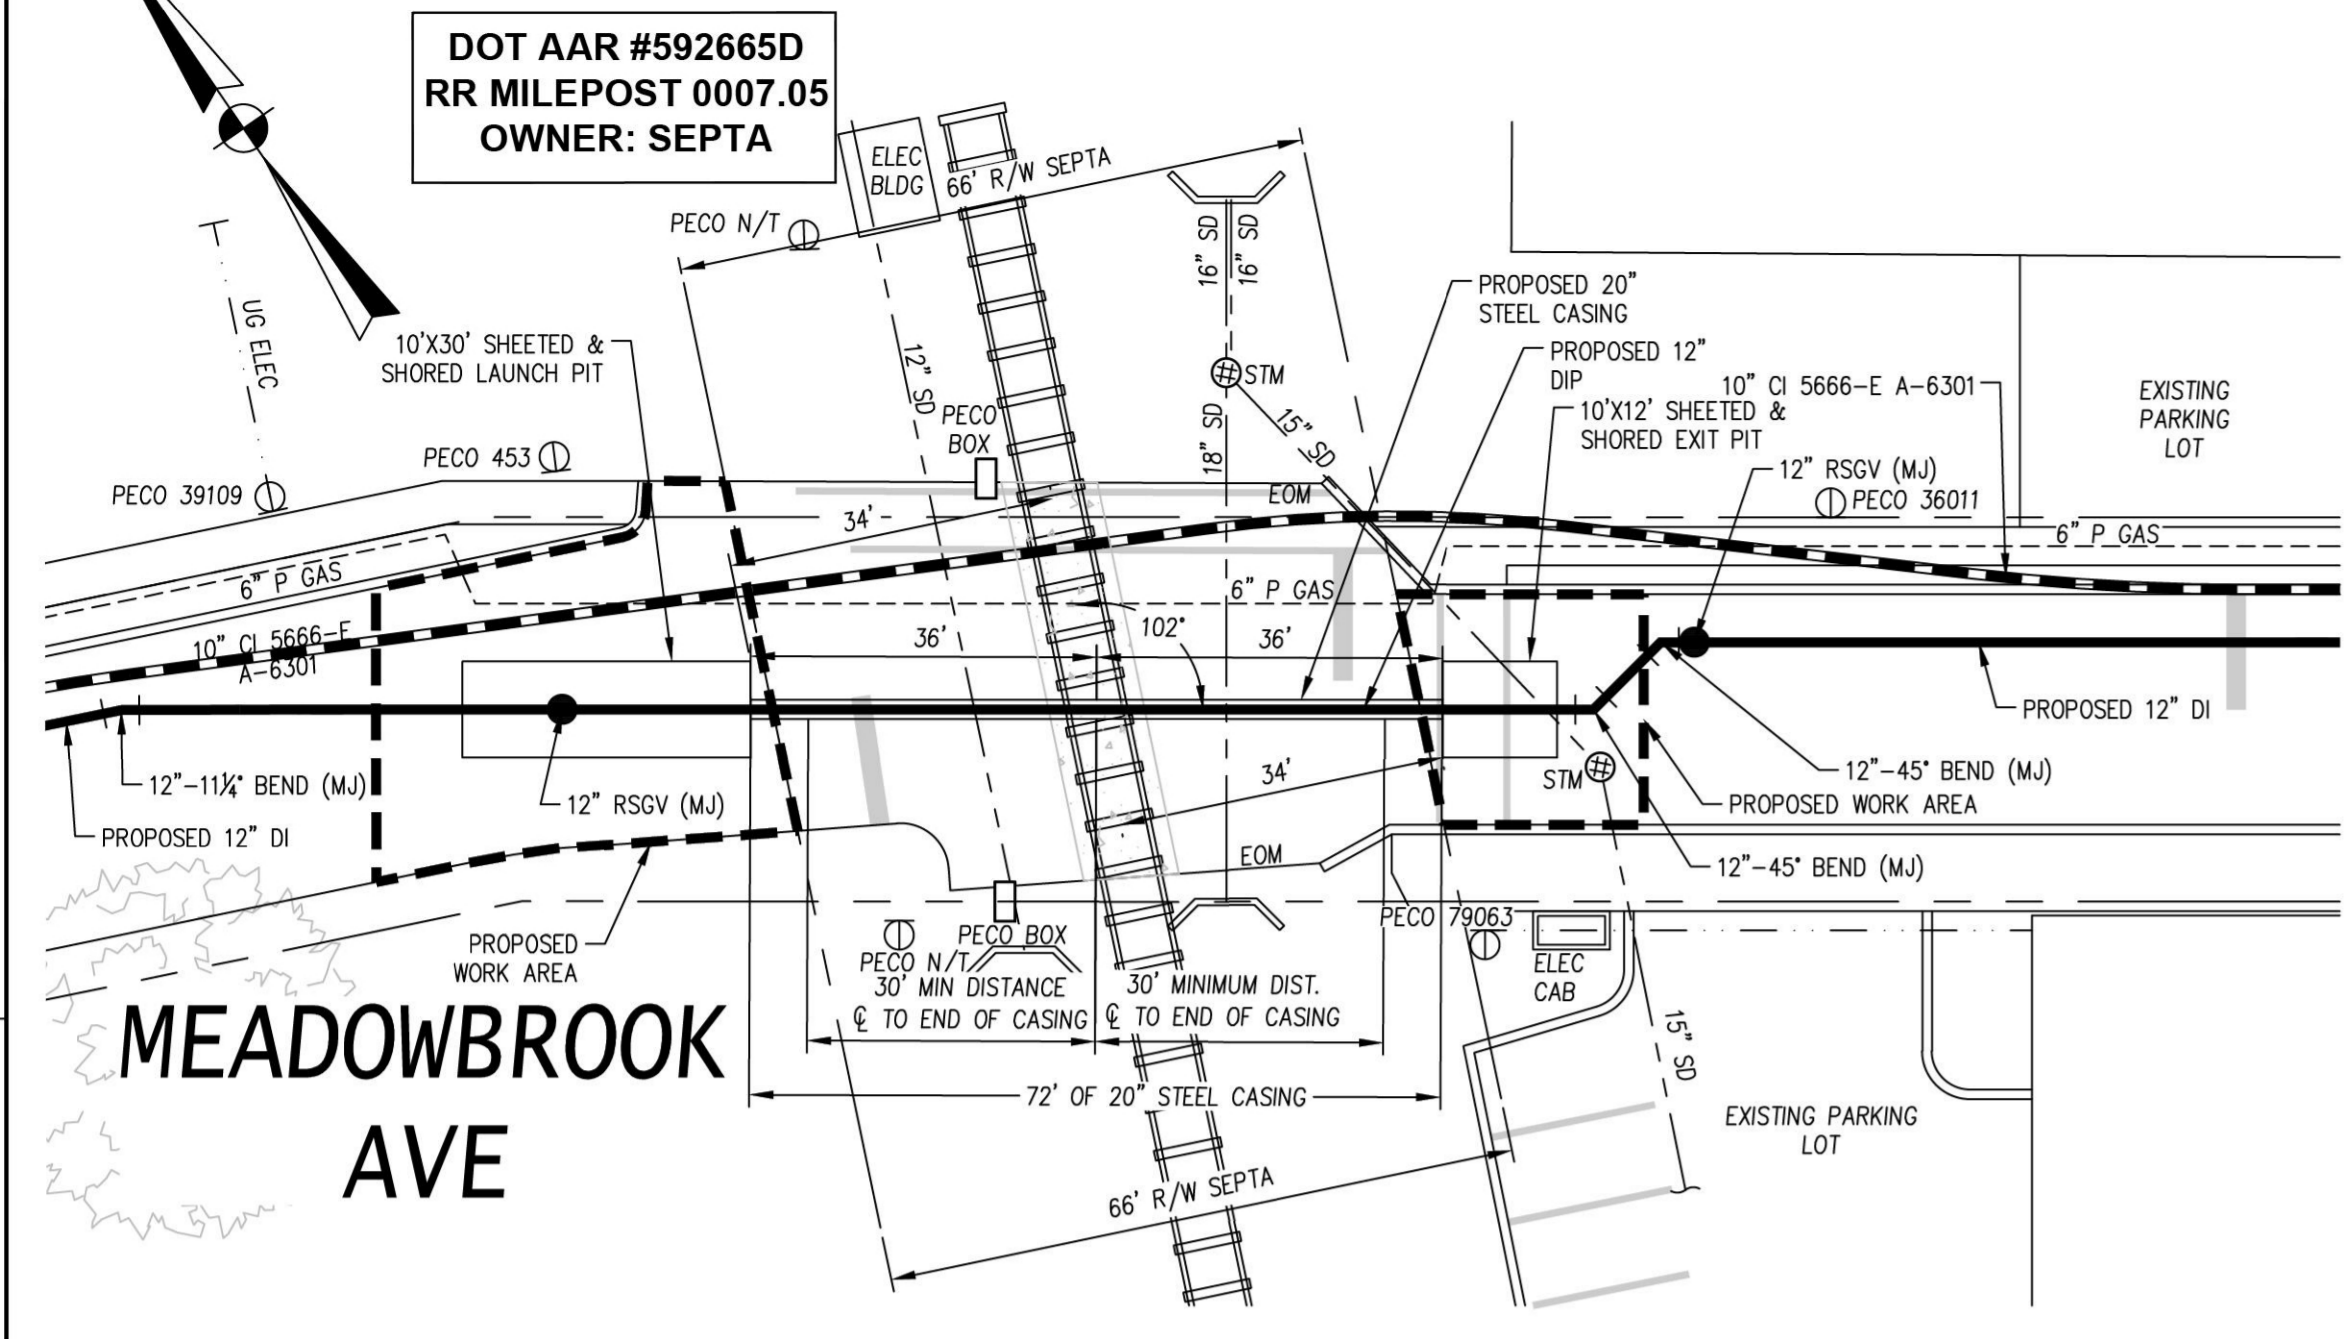 DOT AAR #592665D
RR MILEPOST 0007.05
OWNER: SEPTA
ELEC
BLDG
66' R/W SEPTA
PECO N/T
16" SD
16" SD
UG ELEC
10'X30' SHEETED &
SHORED LAUNCH PIT
12" SD
PECO
BOX
STM
18" SD
15" SD
PROPOSED 20"
STEEL CASING
PROPOSED 12"
DIP
10" CI 5666-E A-6301
10'X12' SHEETED &
SHORED EXIT PIT
EXISTING
PARKING
LOT
PECO 453
PECO 39109
EOM
12" RSGV (MJ)
PECO 36011
34'
6" P GAS
6" P GAS
6" P GAS
10" CI 5666-E
A-6301
36'
102°
36'
PROPOSED 12" DI
12"-11¼° BEND (MJ)
12" RSGV (MJ)
34'
STM
12"-45° BEND (MJ)
PROPOSED WORK AREA
PROPOSED 12" DI
EOM
12"-45° BEND (MJ)
PROPOSED
WORK AREA
PECO N/T
PECO BOX
PECO 79063
ELEC
CAB
30' MIN DISTANCE
℄ TO END OF CASING
30' MINIMUM DIST.
℄ TO END OF CASING
15" SD
MEADOWBROOK
AVE
72' OF 20" STEEL CASING
EXISTING PARKING
LOT
66' R/W SEPTA